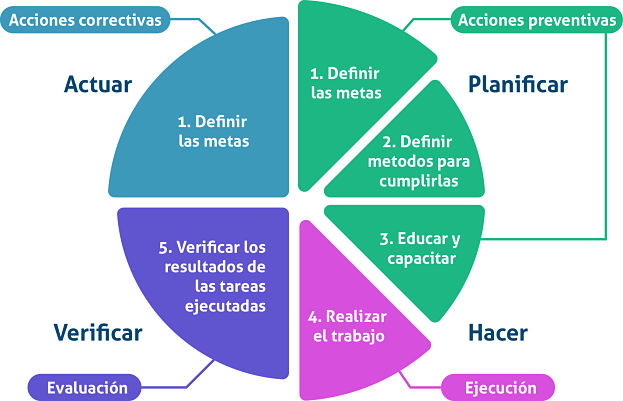 Acciones correctivas
Acciones preventivas
Actuar
Planificar
1. Definir
las metas
1. Definir
las metas
2. Definir
metodos para
cumplirlas
3. Educar y
capacitar
4. Realizar
el trabajo
5. Verificar los
resultados de
las tareas
ejecutadas
Verificar
Hacer
Evaluación
Ejecución